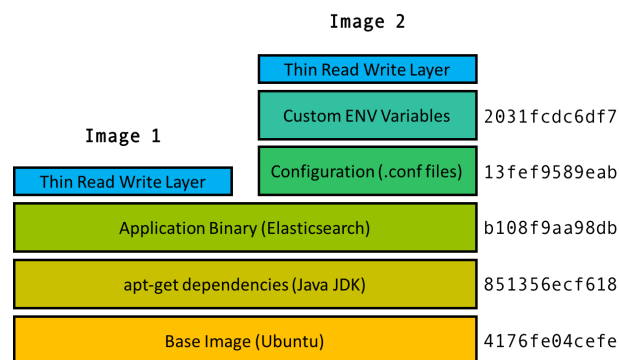 Image 2
Thin Read Write Layer
Custom ENV Variables 2031fcdc6df7
Image 1
Configuration (.conf files) 13fef9589eab
Thin Read Write Layer
Application Binary (Elasticsearch) b108f9aa98db
apt-get dependencies (Java JDK) 851356ecf618
Base Image (Ubuntu) 4176fe04cefe